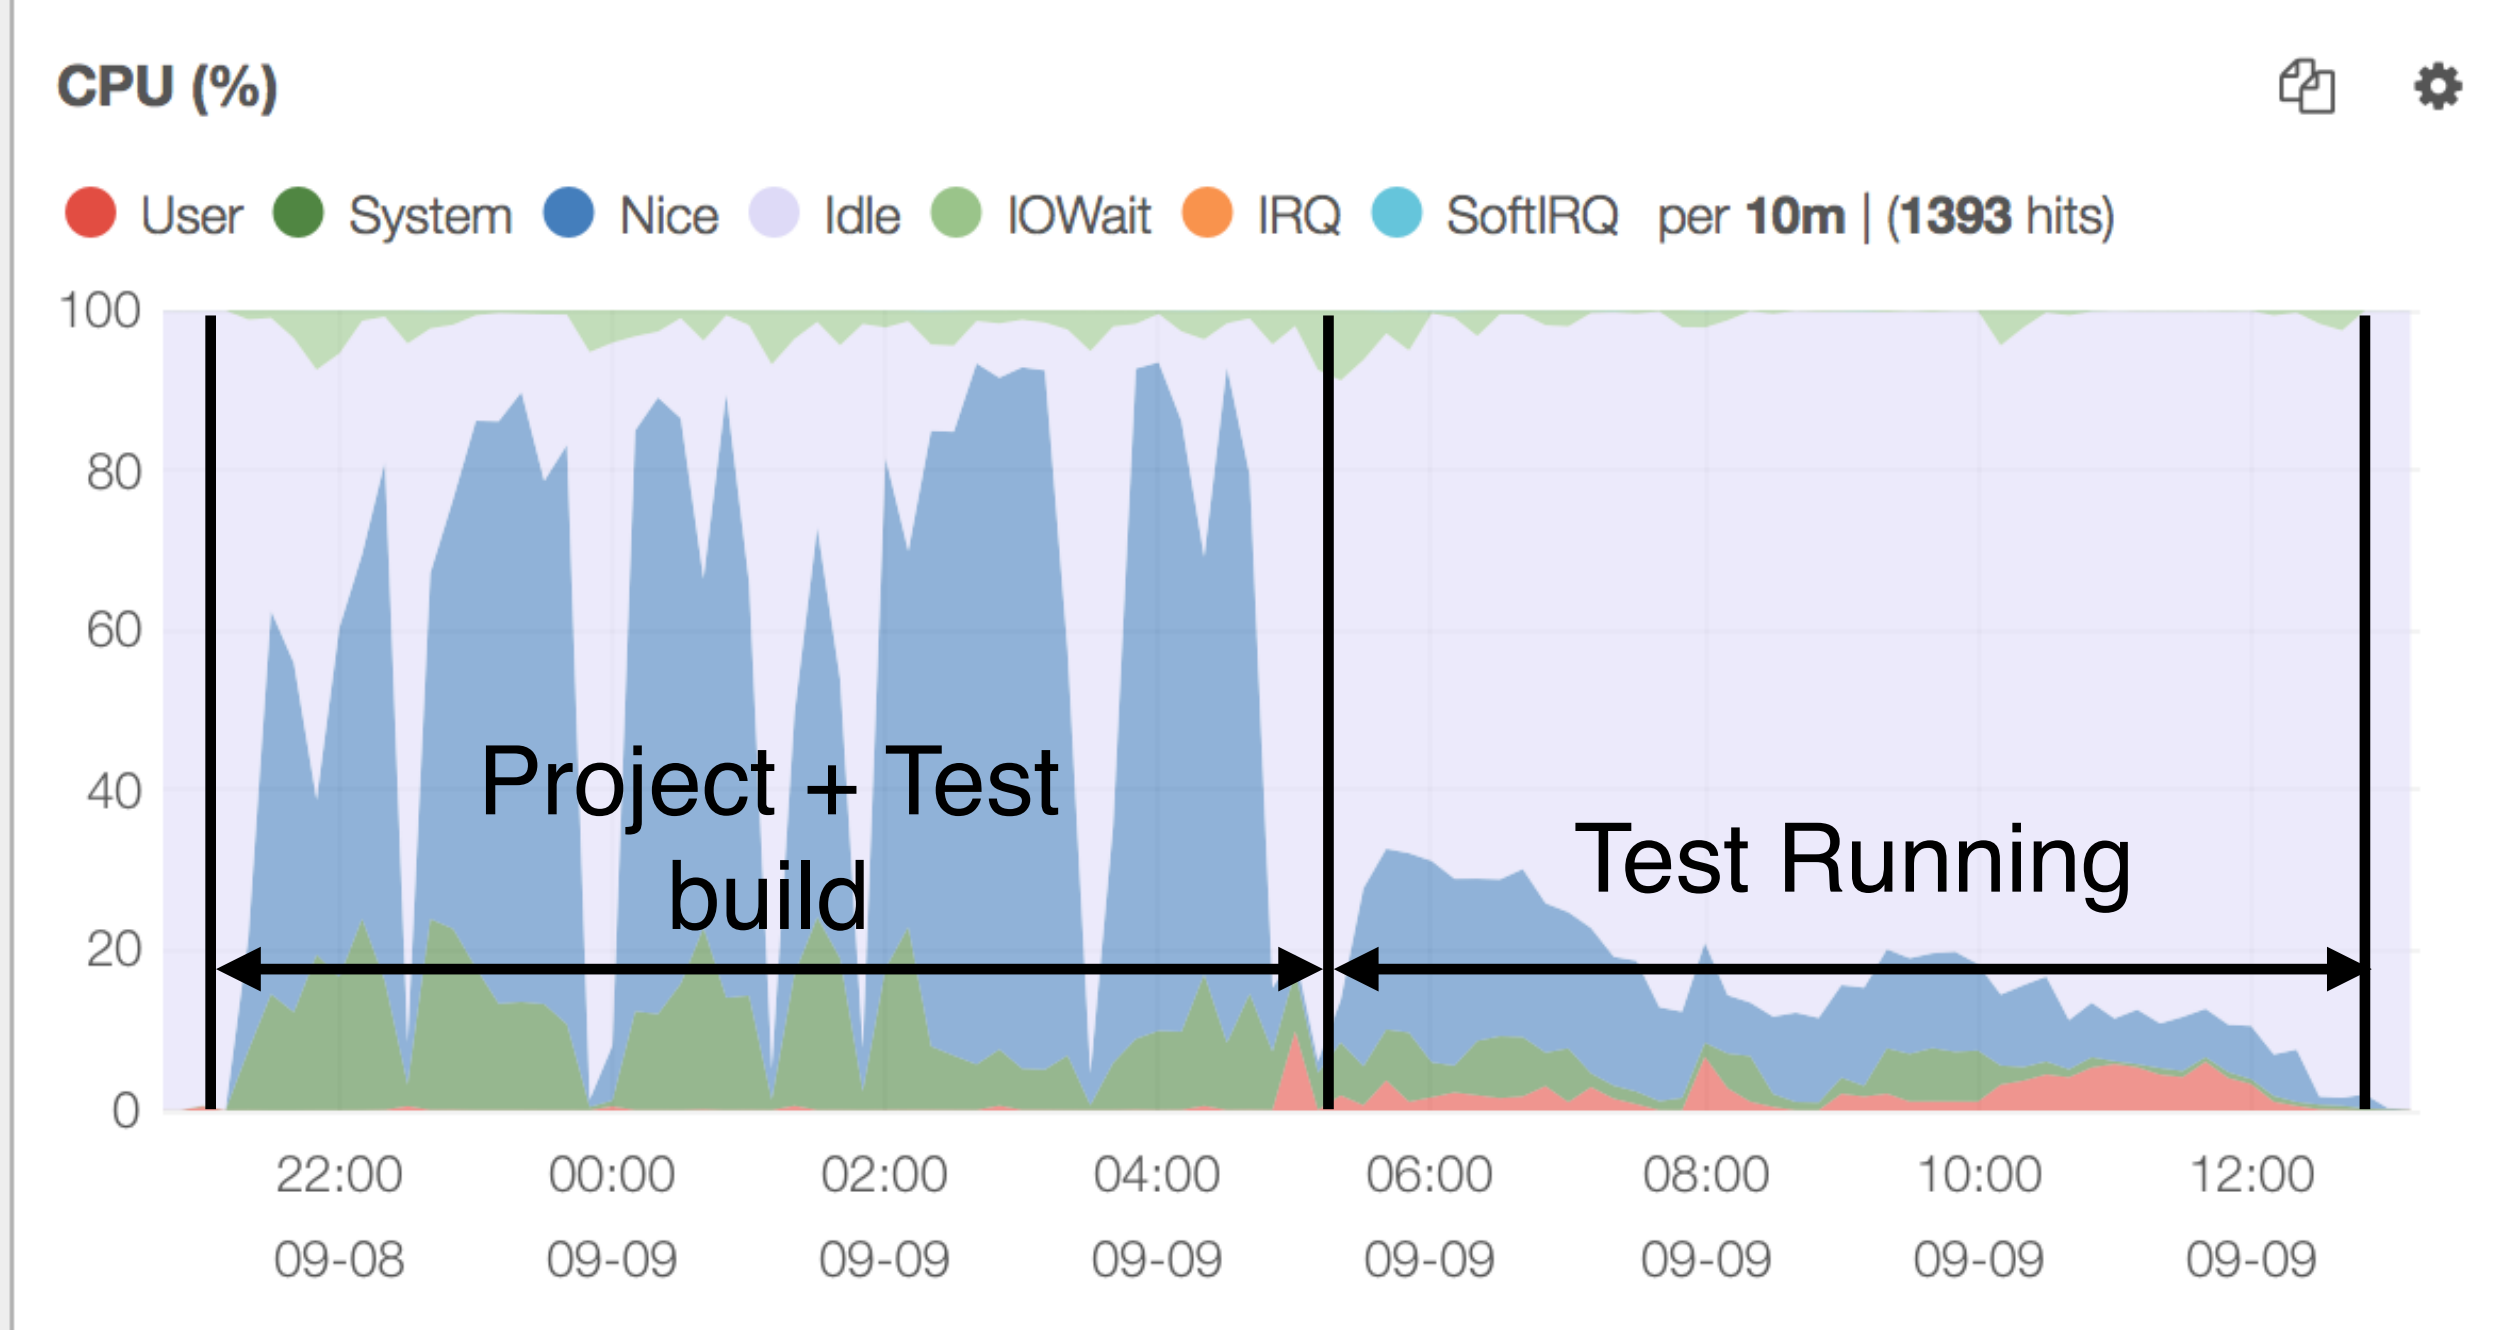 CPU (%)
User System Nice Idle IOWait IRQ SoftIRQ per 10m | (1393 hits)
100
80
60
40
20
0
Project + Test
build
Test Running
22:00 00:00 02:00 04:00 06:00 08:00 10:00 12:00
09-08 09-09 09-09 09-09 09-09 09-09 09-09 09-09